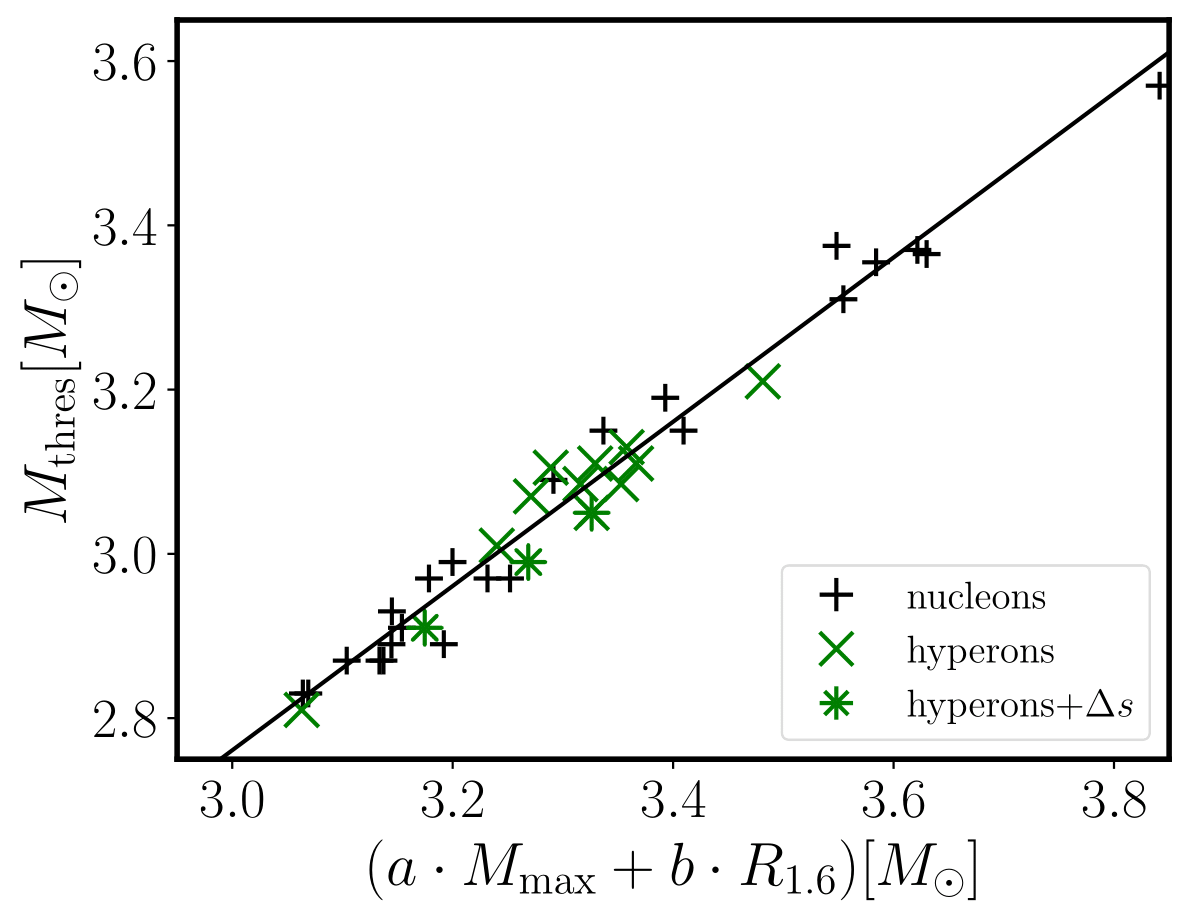 3.6
3.4
3.2
3.0
2.8
M_thres[M_⊙]
nucleons
hyperons
hyperons+Δs
3.0 3.2 3.4 3.6 3.8
(a · M_max + b · R_1.6)[M_⊙]